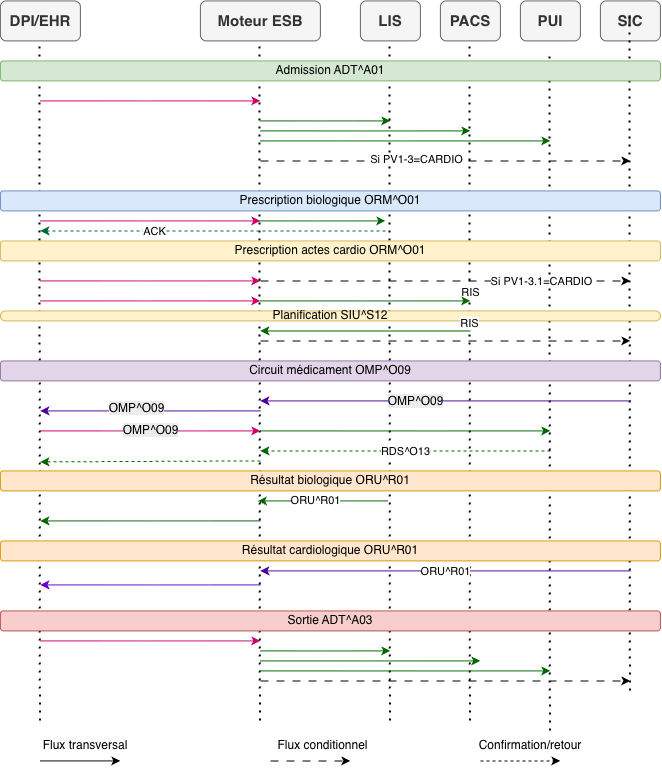 DPI/EHR
Moteur ESB
LIS
PACS
PUI
SIC
Admission ADT^A01
Si PV1-3=CARDIO
Prescription biologique ORM^O01
ACK
Prescription actes cardio ORM^O01
Si PV1-3.1=CARDIO
RIS
Planification SIU^S12
RIS
Circuit médicament OMP^O09
OMP^O09
OMP^O09
OMP^O09
RDS^O13
Résultat biologique ORU^R01
ORU^R01
Résultat cardiologique ORU^R01
ORU^R01
Sortie ADT^A03
Flux transversal
Flux conditionnel
Confirmation/retour